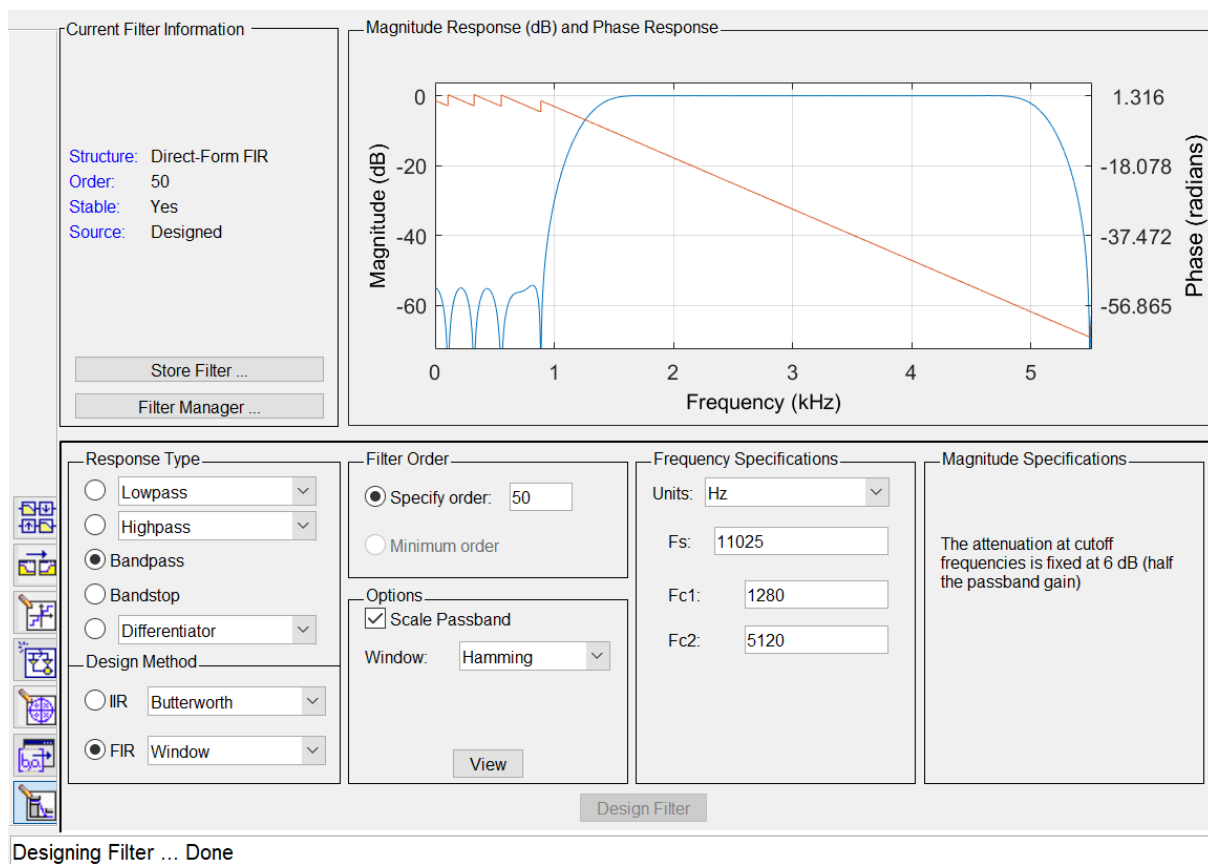 Current Filter Information
Structure: Direct-Form FIR
Order: 50
Stable: Yes
Source: Designed
Store Filter ...
Filter Manager ...
Magnitude Response (dB) and Phase Response
Magnitude (dB)
0
-20
-40
-60
0 1 2 3 4 5
Frequency (kHz)
1.316
-18.078
-37.472
-56.865
Phase (radians)
Response Type
Lowpass
Highpass
Bandpass
Bandstop
Differentiator
Design Method
IIR Butterworth
FIR Window
Filter Order
Specify order: 50
Minimum order
Options
Scale Passband
Window: Hamming
View
Frequency Specifications
Units: Hz
Fs: 11025
Fc1: 1280
Fc2: 5120
Magnitude Specifications
The attenuation at cutoff
frequencies is fixed at 6 dB (half
the passband gain)
Design Filter
Designing Filter ... Done